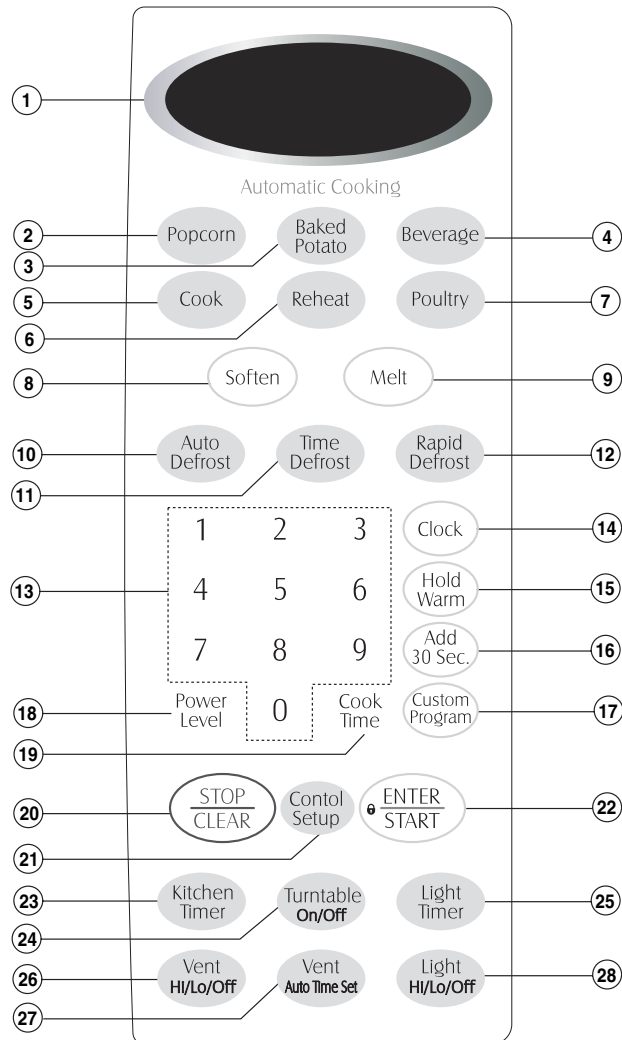 1
Automatic Cooking
2
Popcorn
Baked
Potato
Beverage
4
3
5
Cook
Reheat
Poultry
7
6
8
Soften
Melt
9
10
Auto
Defrost
Time
Defrost
Rapid
Defrost
12
11
1 2 3
Clock
14
13
4 5 6
Hold
Warm
15
7 8 9
Add
30 Sec.
16
18
Power
Level
0
Cook
Time
Custom
Program
17
19
20
STOP
CLEAR
Contol
Setup
ENTER
START
22
21
23
Kitchen
Timer
Turntable
On/Off
Light
Timer
25
24
26
Vent
HI/Lo/Off
Vent
Auto Time Set
Light
HI/Lo/Off
28
27